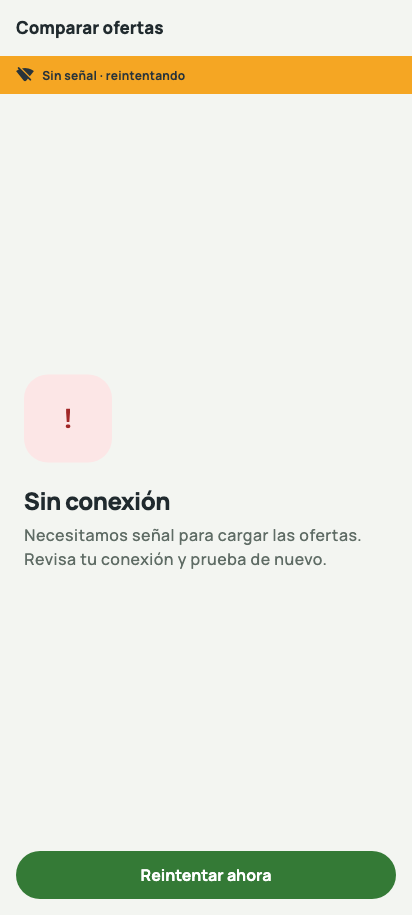 Comparar ofertas
Sin señal · reintentando
!
Sin conexión
Necesitamos señal para cargar las ofertas.
Revisa tu conexión y prueba de nuevo.
Reintentar ahora